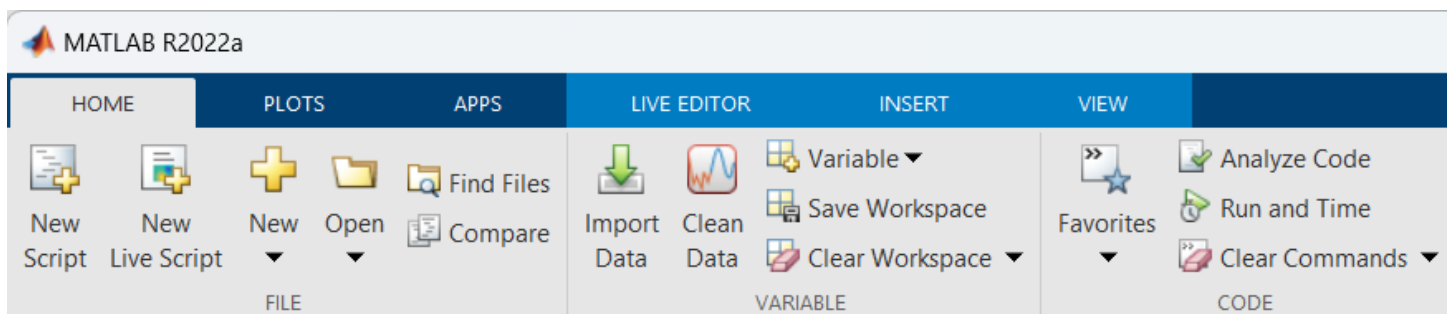 MATLAB R2022a
HOME PLOTS APPS LIVE EDITOR INSERT VIEW
New Script
New Live Script
New
Open
Find Files
Compare
FILE
Import Data
Clean Data
Variable
Save Workspace
Clear Workspace
VARIABLE
Favorites
Analyze Code
Run and Time
Clear Commands
CODE